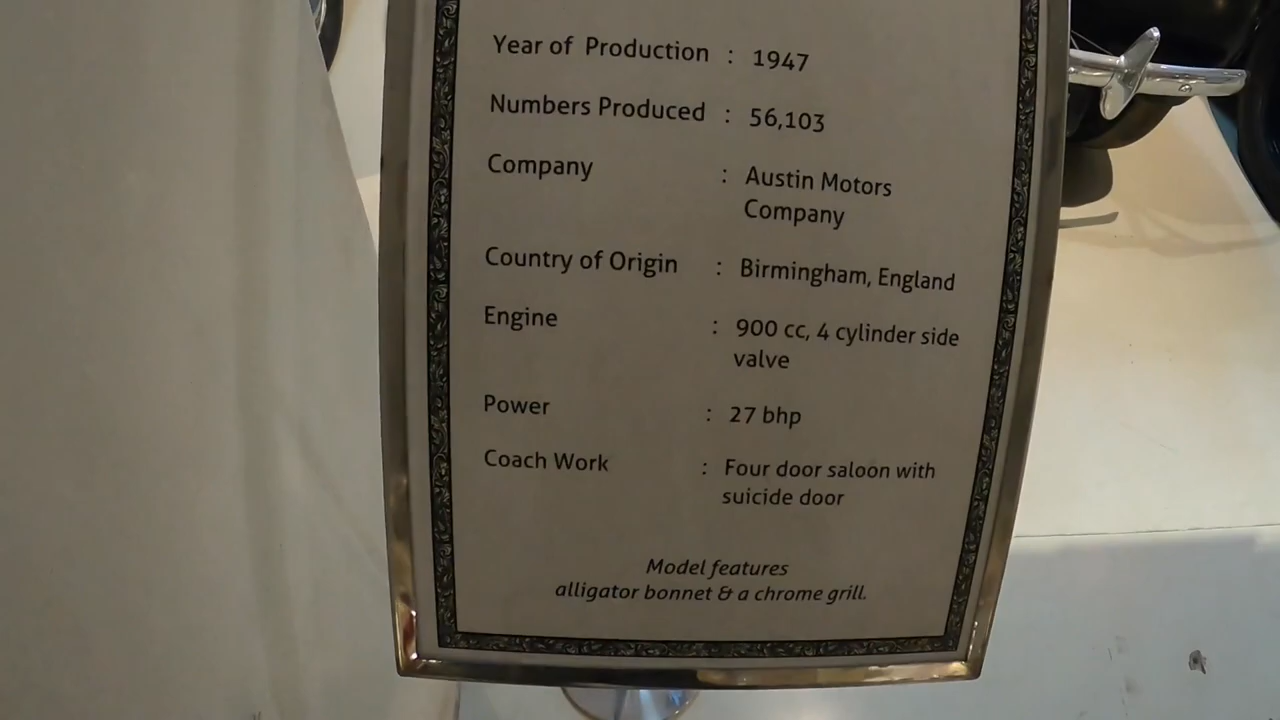 Year of Production : 1947
Numbers Produced : 56,103
Company : Austin Motors
Company
Country of Origin : Birmingham, England
Engine : 900 cc, 4 cylinder side
valve
Power : 27 bhp
Coach Work : Four door saloon with
suicide door
Model features
alligator bonnet & a chrome grill.